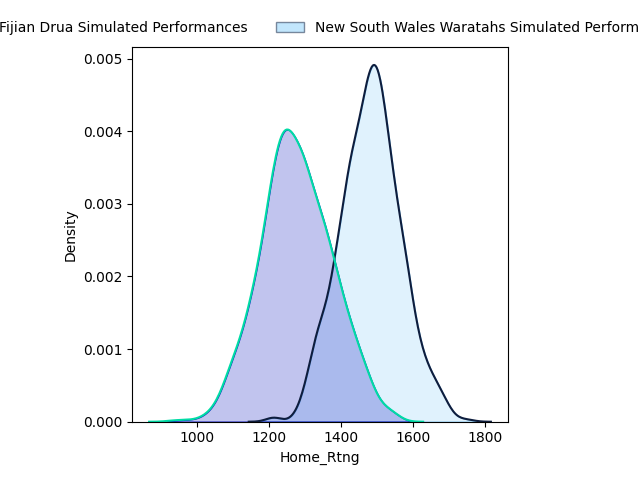 Fijian Drua Simulated Performances
New South Wales Waratahs Simulated Perform
0.005
0.004
0.003
0.002
0.001
0.000
Density
1000 1200 1400 1600 1800
Home_Rtng